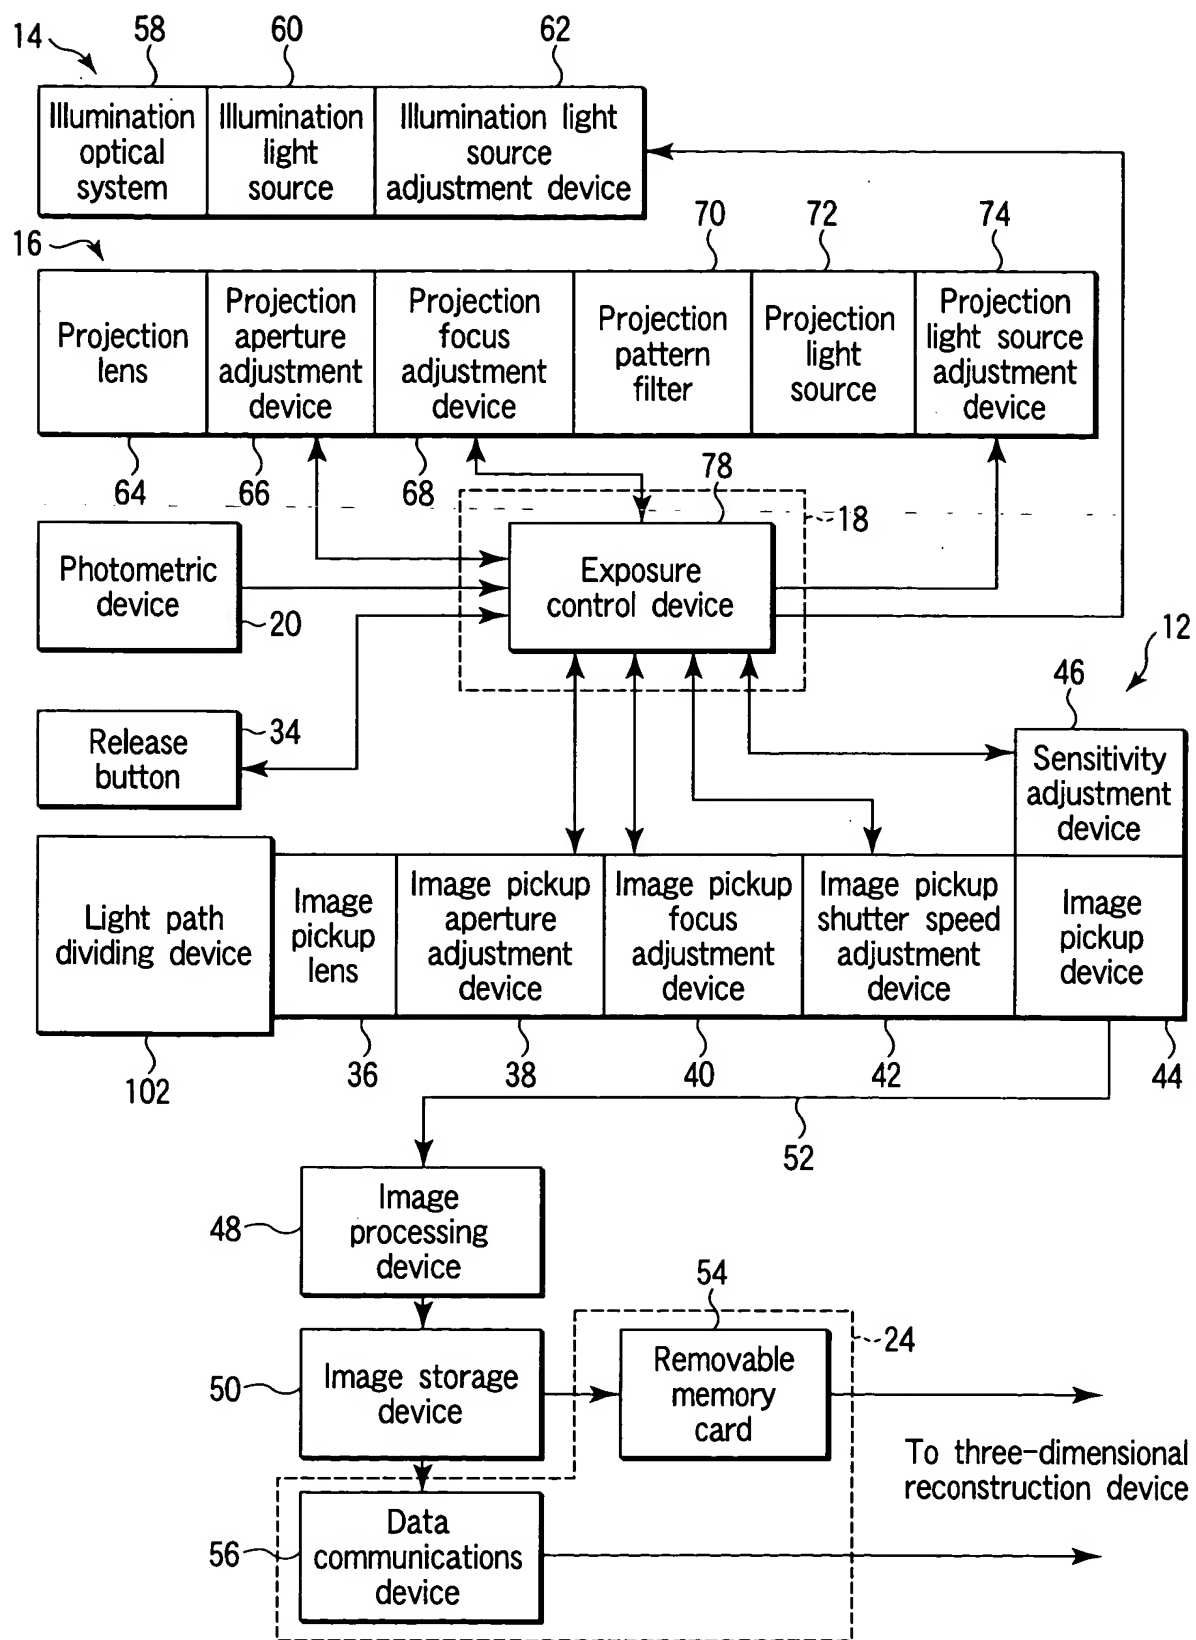 14
58
60
62
Illumination
optical
system
Illumination
light
source
Illumination light
source
adjustment device
16
70
72
74
Projection
lens
Projection
aperture
adjustment
device
Projection
focus
adjustment
device
Projection
pattern
filter
Projection
light
source
Projection
light source
adjustment
device
64
66
68
78
18
Photometric
device
20
Exposure
control device
12
46
Release
button
34
Sensitivity
adjustment
device
Light path
dividing device
Image
pickup
lens
Image pickup
aperture
adjustment
device
Image pickup
focus
adjustment
device
Image pickup
shutter speed
adjustment
device
Image
pickup
device
102
36
38
40
42
44
52
48
Image
processing
device
54
24
50
Image storage
device
Removable
memory
card
To three-dimensional
reconstruction device
56
Data
communications
device